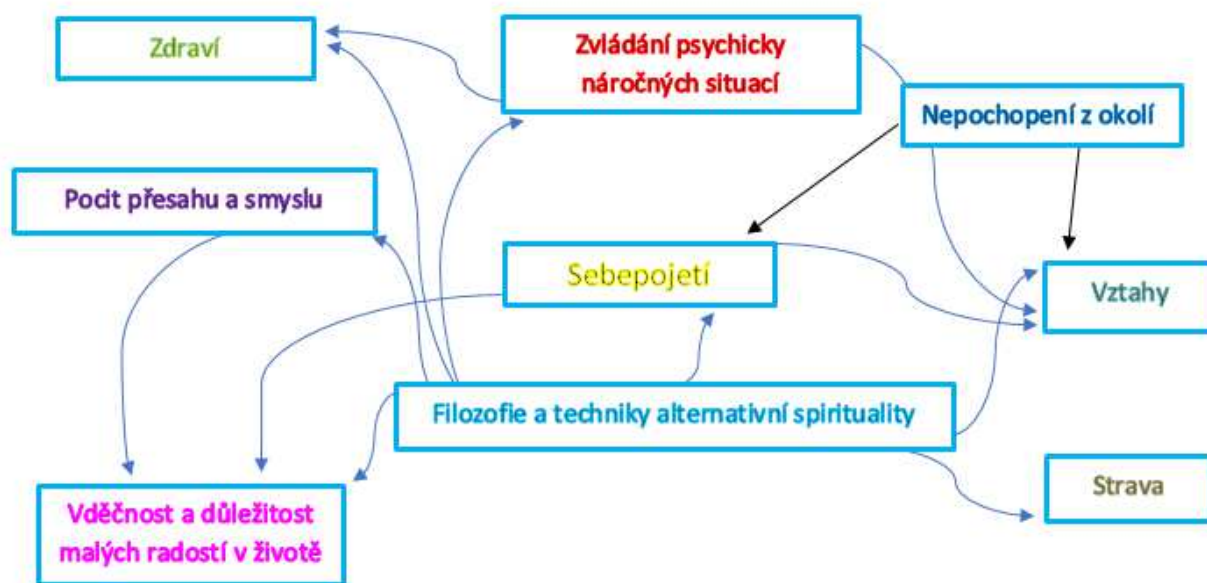 Zdraví
Zvládání psychicky
náročných situací
Nepochopení z okolí
Pocit přesahu a smyslu
Sebepojetí
Vztahy
Filozofie a techniky alternativní spirituality
Strava
Vděčnost a důležitost
malých radostí v životě